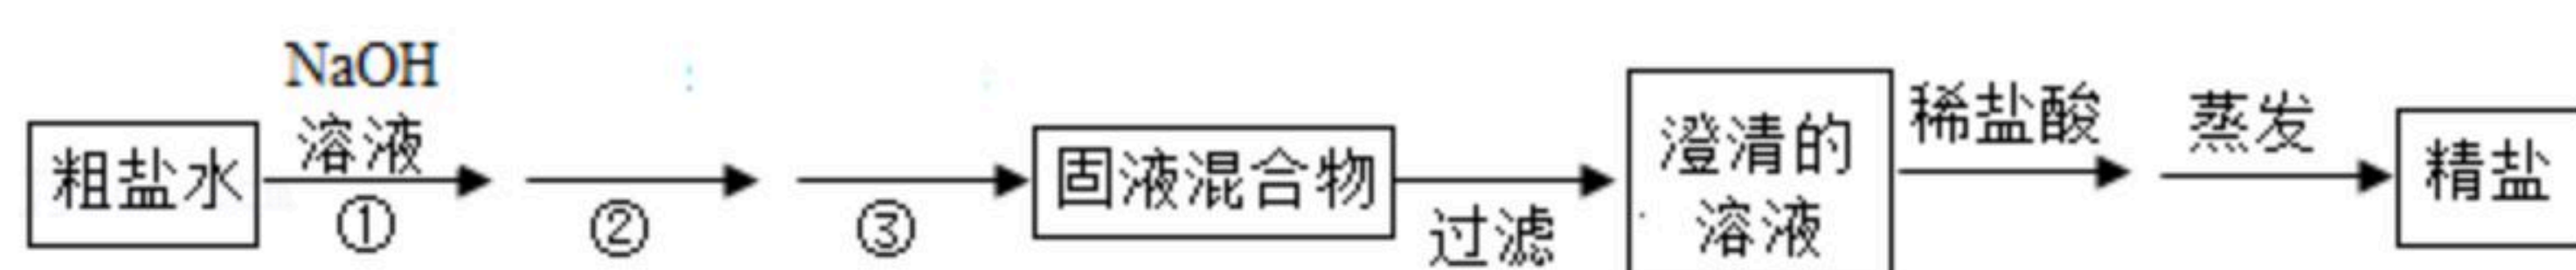 粗盐水
NaOH
溶液
①
②
③
固液混合物
过滤
澄清的
溶液
稀盐酸
蒸发
精盐